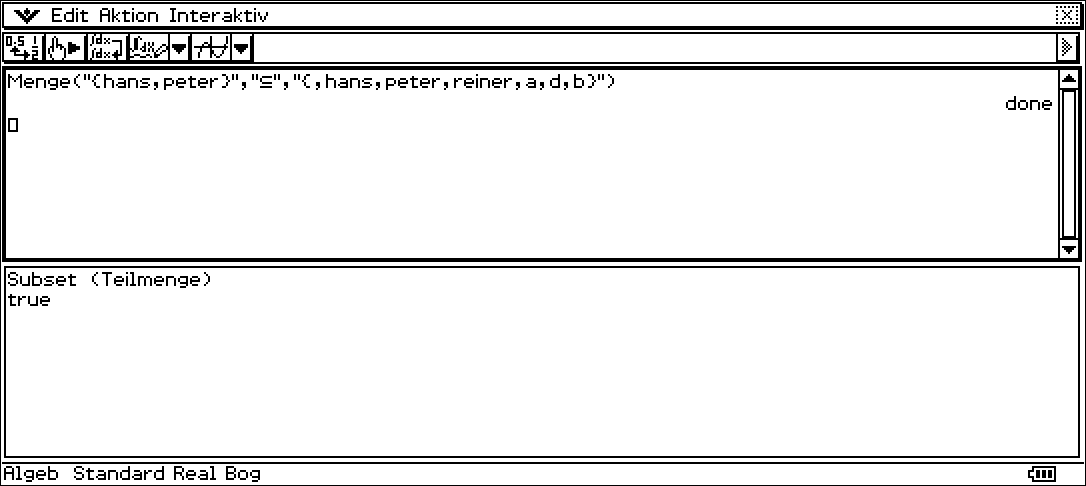 Edit Aktion Interaktiv
Menge("{hans,peter}","⊆","{,hans,peter,reiner,a,d,b}")
done
Subset (Teilmenge)
true
Algeb Standard Real Bog